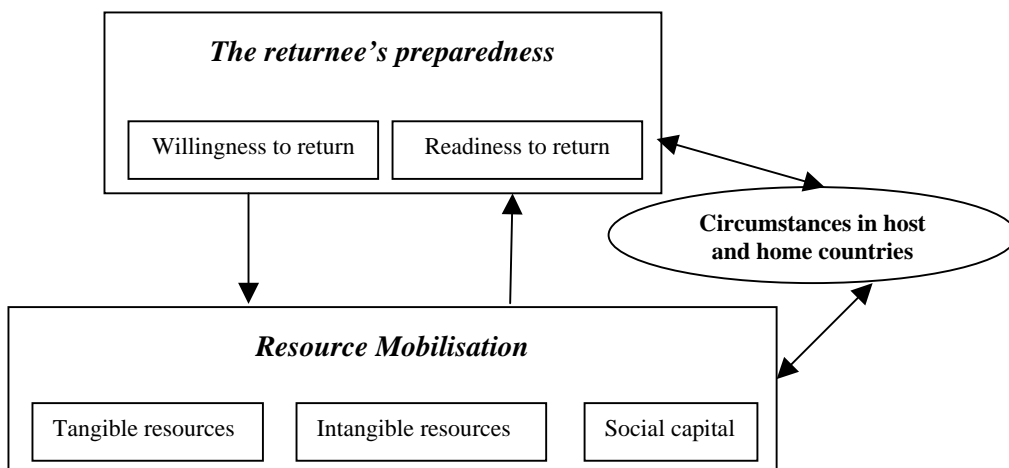 The returnee’s preparedness
Willingness to return
Readiness to return
Circumstances in host
and home countries
Resource Mobilisation
Tangible resources
Intangible resources
Social capital